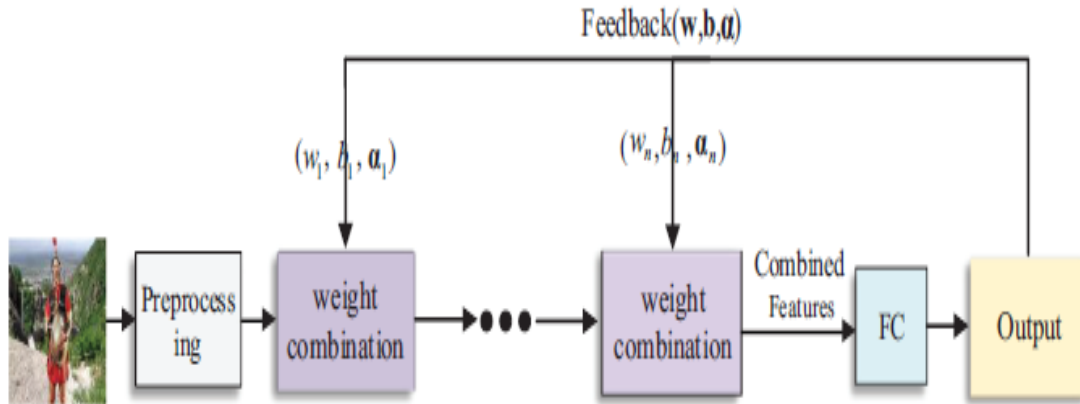 Feedback(𝐰,𝐛,𝛂)
(w₁, b₁, 𝛂₁)
(wₙ,bₙ,𝛂ₙ)
Preprocess
ing
weight
combination
weight
combination
Combined
Features
FC
Output